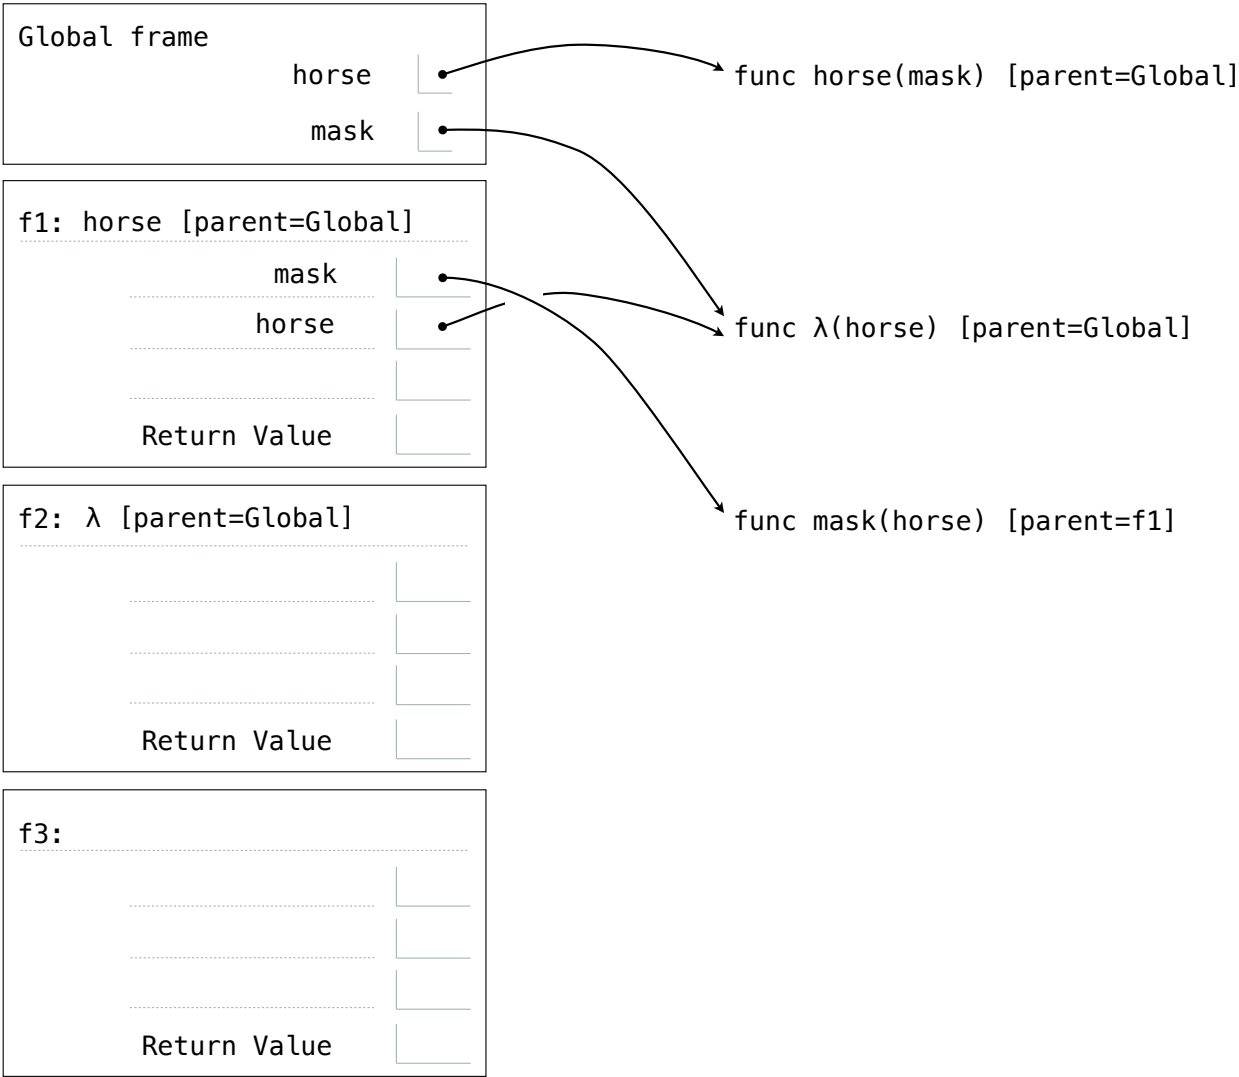 Global frame
horse
func horse(mask) [parent=Global]
mask
f1: horse [parent=Global]
mask
horse
func λ(horse) [parent=Global]
Return Value
f2: λ [parent=Global]
func mask(horse) [parent=f1]
Return Value
f3:
Return Value